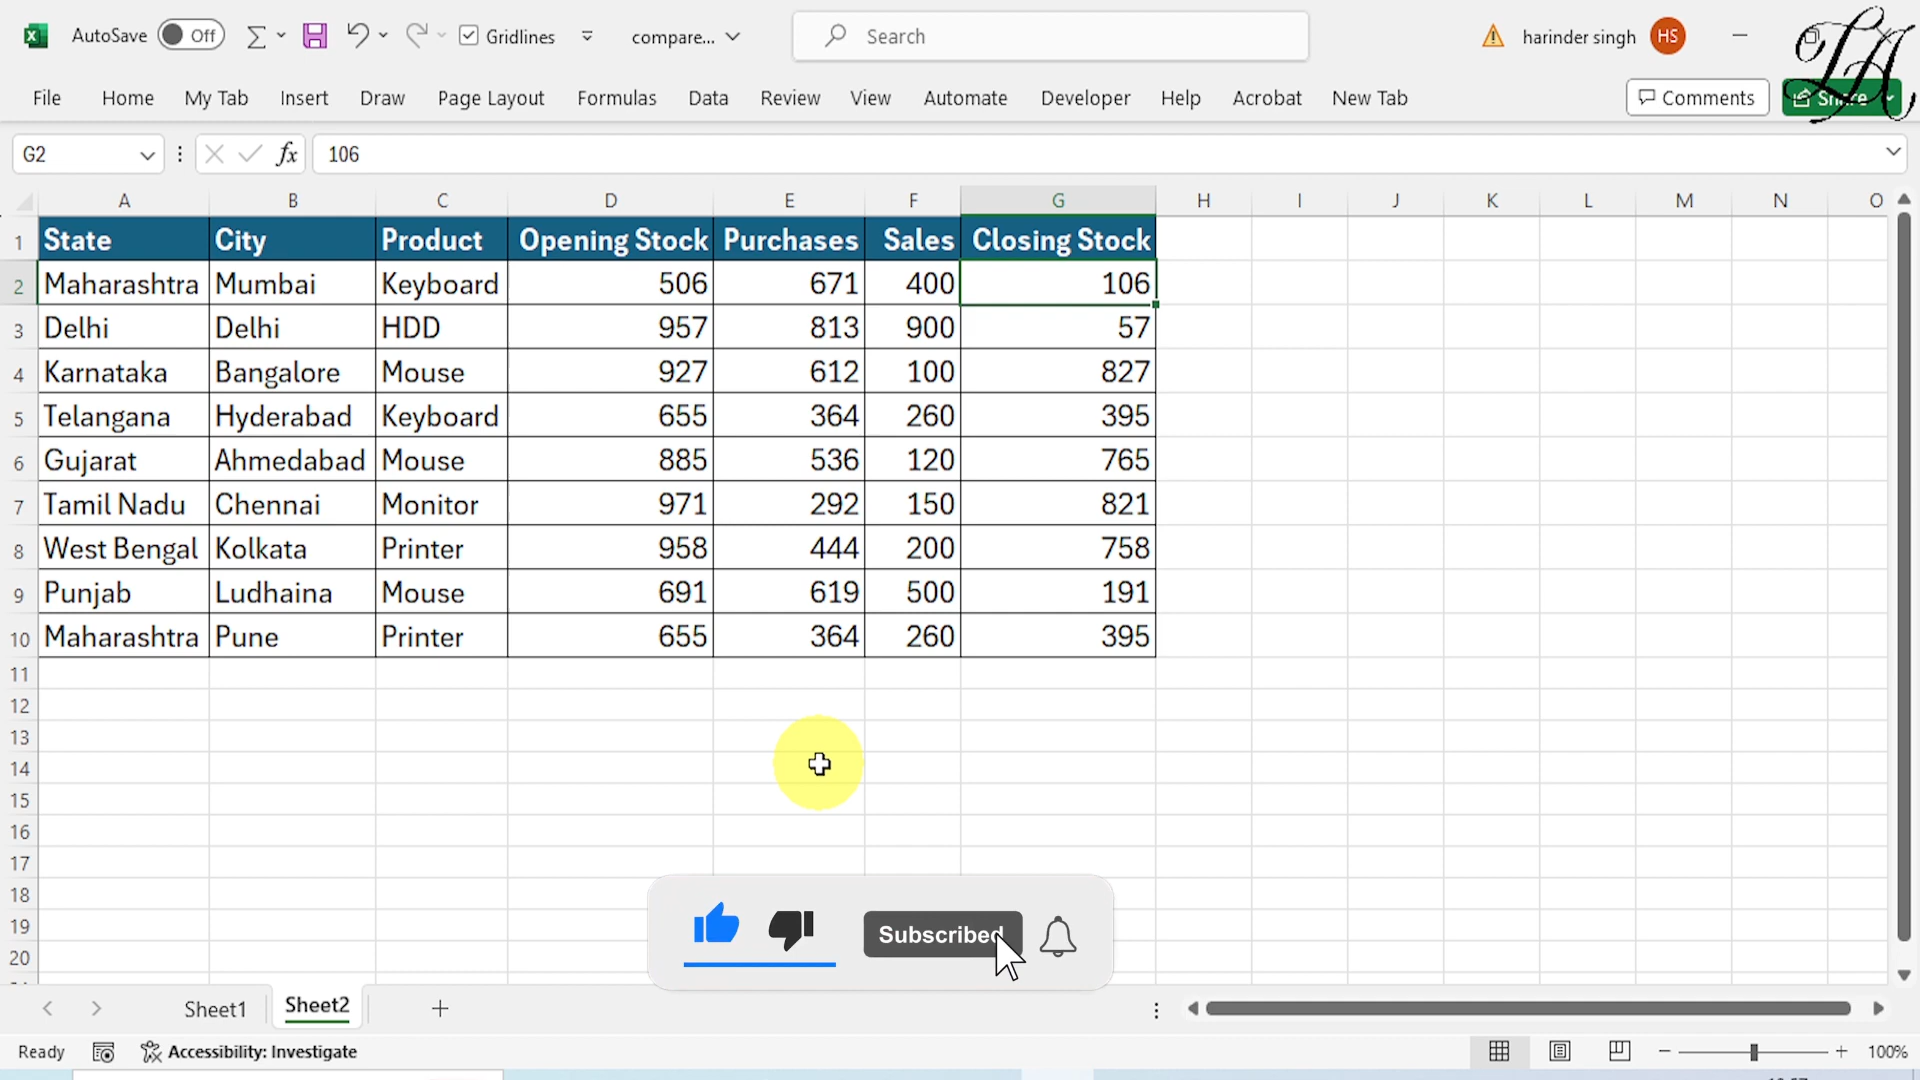 AutoSave Off Gridlines compare... Search harinder singh HS
LA
File Home My Tab Insert Draw Page Layout Formulas Data Review View Automate Developer Help Acrobat New Tab Comments Share
G2 fx 106
A B C D E F G H I J K L M N O
1 State City Product Opening Stock Purchases Sales Closing Stock
2 Maharashtra Mumbai Keyboard 506 671 400 106
3 Delhi Delhi HDD 957 813 900 57
4 Karnataka Bangalore Mouse 927 612 100 827
5 Telangana Hyderabad Keyboard 655 364 260 395
6 Gujarat Ahmedabad Mouse 885 536 120 765
7 Tamil Nadu Chennai Monitor 971 292 150 821
8 West Bengal Kolkata Printer 958 444 200 758
9 Punjab Ludhaina Mouse 691 619 500 191
10 Maharashtra Pune Printer 655 364 260 395
11
12
13
14
15
16
17
18
19
20
Subscribed
Sheet1 Sheet2
Ready Accessibility: Investigate 100%